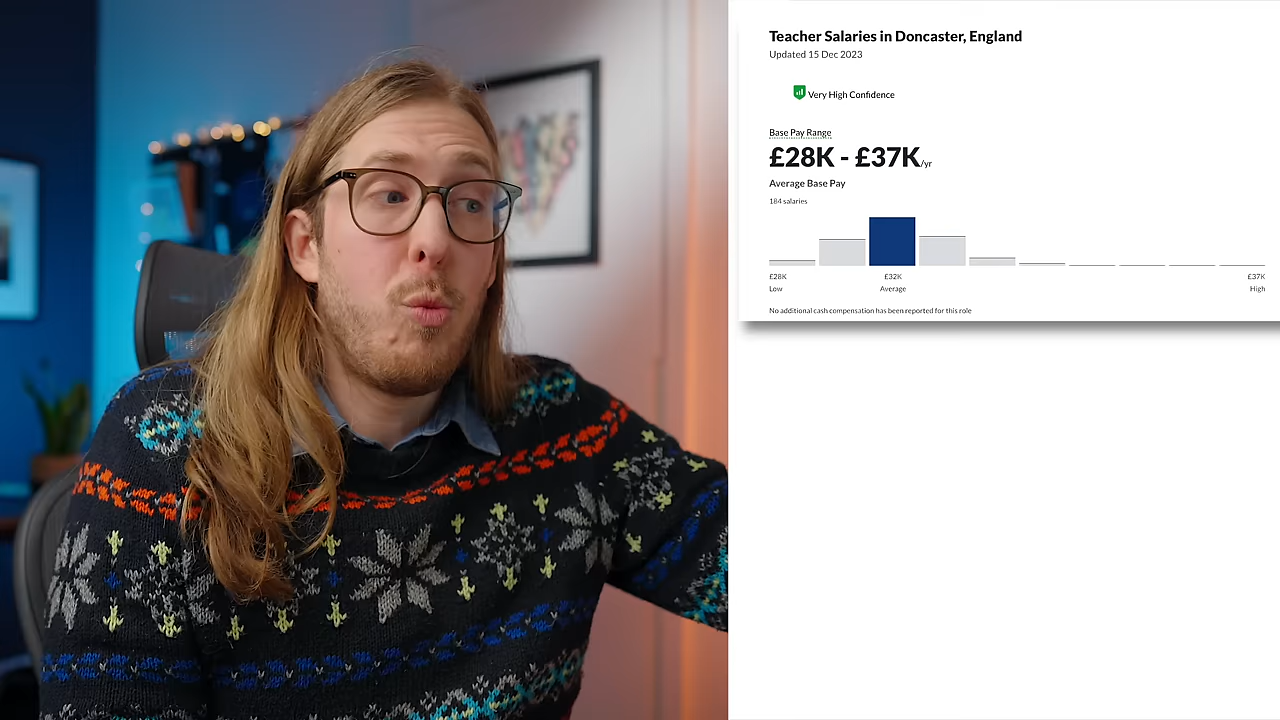 Teacher Salaries in Doncaster, England
Updated 15 Dec 2023
Very High Confidence
Base Pay Range
£28K - £37K/yr
Average Base Pay
184 salaries
£28K £32K £37K
Low Average High
No additional cash compensation has been reported for this role